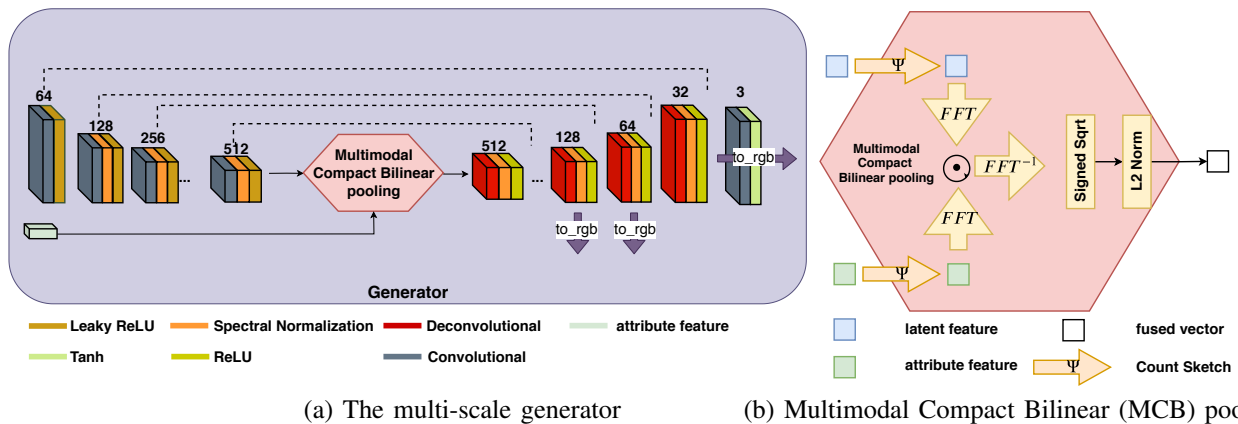 64
128
256
...
512
Multimodal
Compact Bilinear
pooling
512
...
128
64
32
3
to_rgb
to_rgb
to_rgb
Generator
Leaky ReLU
Spectral Normalization
Deconvolutional
attribute feature
Tanh
ReLU
Convolutional
(a) The multi-scale generator
Ψ
FFT
Multimodal
Compact
Bilinear pooling
FFT⁻¹
Signed Sqrt
L2 Norm
FFT
Ψ
latent feature
fused vector
attribute feature
Ψ
Count Sketch
(b) Multimodal Compact Bilinear (MCB) poo